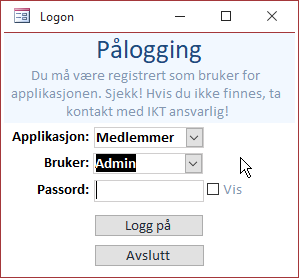 Logon
Pålogging
Du må være registrert som bruker for
applikasjonen. Sjekk! Hvis du ikke finnes, ta
kontakt med IKT ansvarlig!
Applikasjon: Medlemmer
Bruker: Admin
Passord: Vis
Logg på
Avslutt